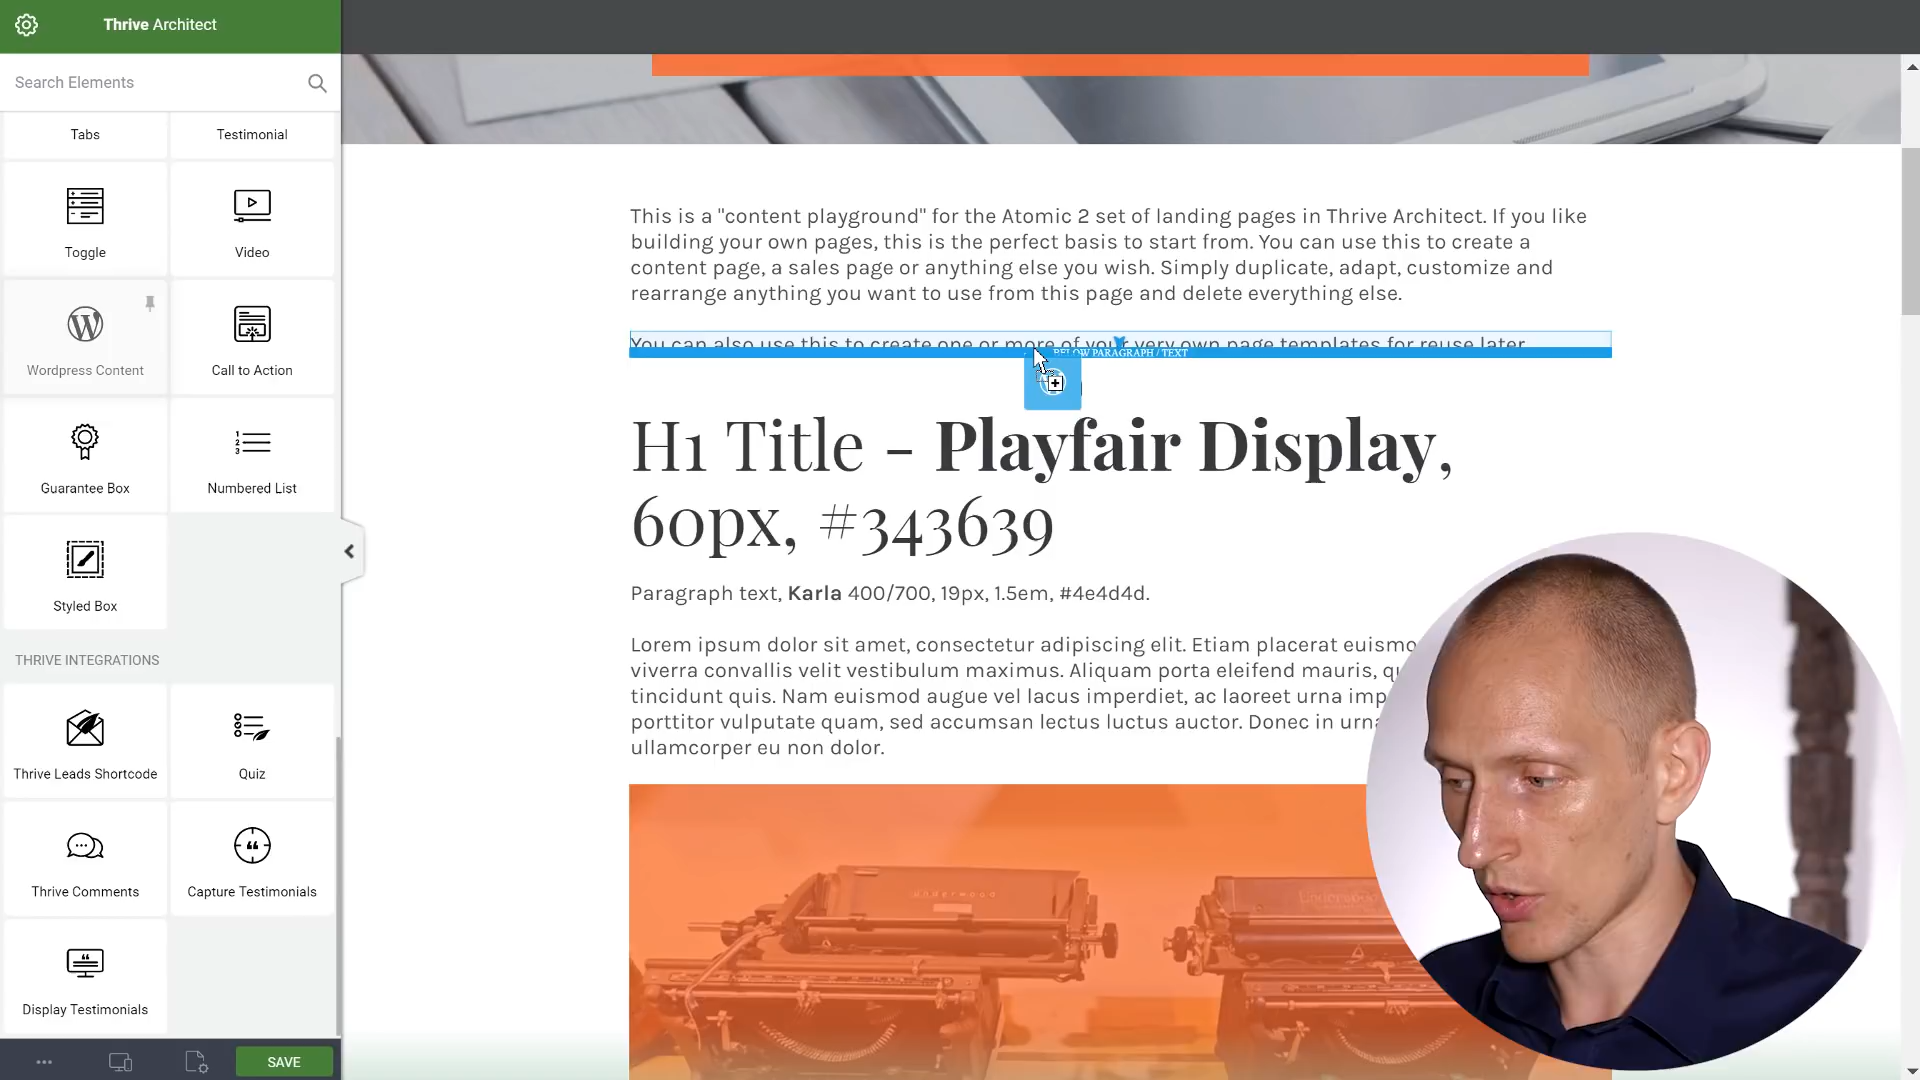 Thrive Architect
Search Elements
Tabs
Testimonial
Toggle
Video
Wordpress Content
Call to Action
Guarantee Box
Numbered List
Styled Box
THRIVE INTEGRATIONS
Thrive Leads Shortcode
Quiz
Thrive Comments
Capture Testimonials
Display Testimonials
SAVE
This is a "content playground" for the Atomic 2 set of landing pages in Thrive Architect. If you like
building your own pages, this is the perfect basis to start from. You can use this to create a
content page, a sales page or anything else you wish. Simply duplicate, adapt, customize and
rearrange anything you want to use from this page and delete everything else.
You can also use this to create one or more of your very own page templates for reuse later
BELOW PARAGRAPH / TEXT
H1 Title - Playfair Display,
60px, #343639
Paragraph text, Karla 400/700, 19px, 1.5em, #4e4d4d.
Lorem ipsum dolor sit amet, consectetur adipiscing elit. Etiam placerat euismo
viverra convallis velit vestibulum maximus. Aliquam porta eleifend mauris, qu
tincidunt quis. Nam euismod augue vel lacus imperdiet, ac laoreet urna imp
porttitor vulputate quam, sed accumsan lectus luctus auctor. Donec in urna
ullamcorper eu non dolor.
underwood
Underwood